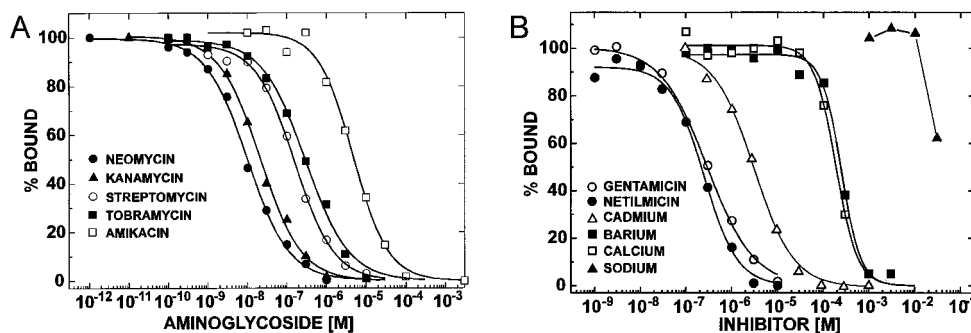 A
% BOUND
100
80
60
40
20
0
NEOMYCIN
KANAMYCIN
STREPTOMYCIN
TOBRAMYCIN
AMIKACIN
10⁻¹² 10⁻¹¹ 10⁻¹⁰ 10⁻⁹ 10⁻⁸ 10⁻⁷ 10⁻⁶ 10⁻⁵ 10⁻⁴ 10⁻³
AMINOGLYCOSIDE [M]
B
% BOUND
100
80
60
40
20
0
GENTAMICIN
NETILMICIN
CADMIUM
BARIUM
CALCIUM
SODIUM
10⁻⁹ 10⁻⁸ 10⁻⁷ 10⁻⁶ 10⁻⁵ 10⁻⁴ 10⁻³ 10⁻² 10⁻¹
INHIBITOR [M]